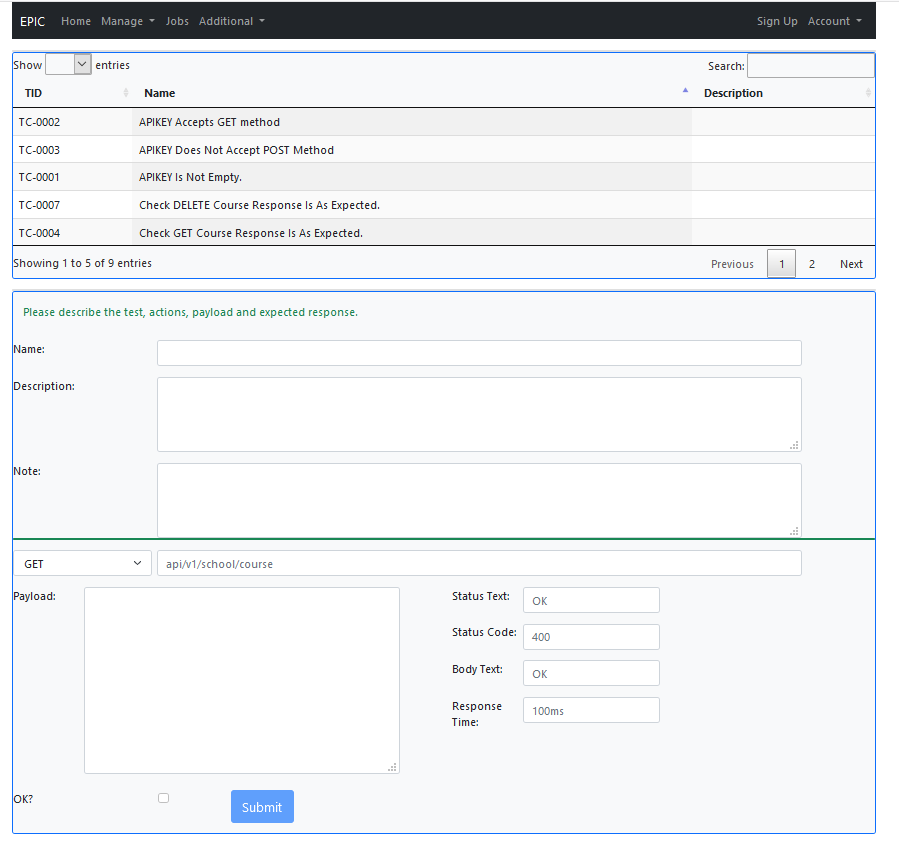 EPIC Home Manage Jobs Additional Sign Up Account
Show entries Search:
TID Name Description
TC-0002 APIKEY Accepts GET method
TC-0003 APIKEY Does Not Accept POST Method
TC-0001 APIKEY Is Not Empty.
TC-0007 Check DELETE Course Response Is As Expected.
TC-0004 Check GET Course Response Is As Expected.
Showing 1 to 5 of 9 entries Previous 1 2 Next
Please describe the test, actions, payload and expected response.
Name:
Description:
Note:
GET api/v1/school/course
Payload: Status Text: OK
Status Code: 400
Body Text: OK
Response
Time: 100ms
OK? Submit